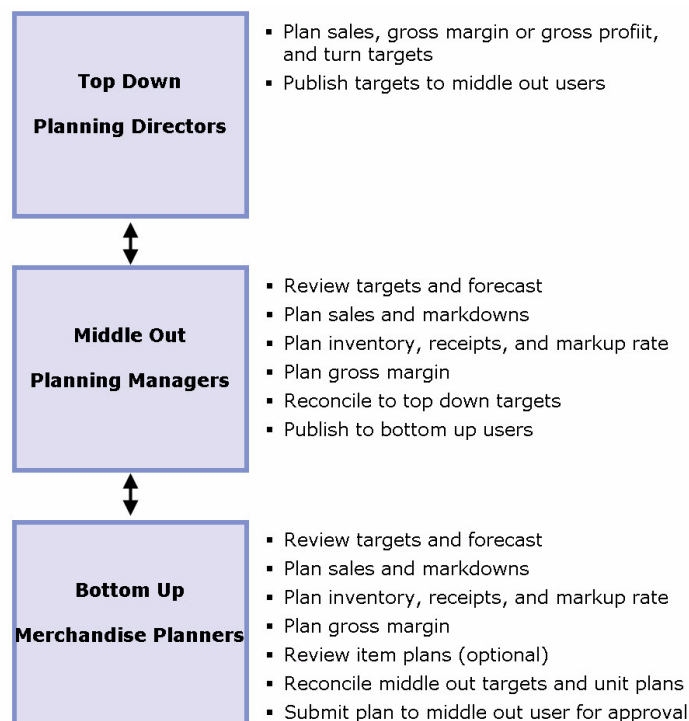 Top Down
Planning Directors
▪ Plan sales, gross margin or gross profiit,
and turn targets
▪ Publish targets to middle out users
Middle Out
Planning Managers
▪ Review targets and forecast
▪ Plan sales and markdowns
▪ Plan inventory, receipts, and markup rate
▪ Plan gross margin
▪ Reconcile to top down targets
▪ Publish to bottom up users
Bottom Up
Merchandise Planners
▪ Review targets and forecast
▪ Plan sales and markdowns
▪ Plan inventory, receipts, and markup rate
▪ Plan gross margin
▪ Review item plans (optional)
▪ Reconcile middle out targets and unit plans
▪ Submit plan to middle out user for approval